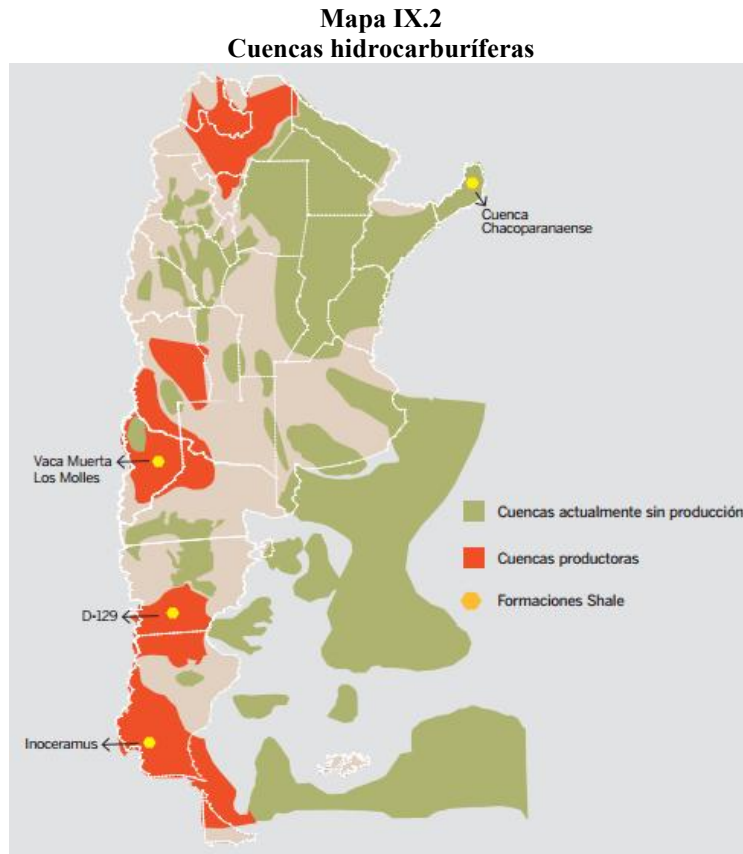 Mapa IX.2
Cuencas hidrocarburíferas
Cuenca
Chacoparanaense
Vaca Muerta
Los Molles
Cuencas actualmente sin producción
Cuencas productoras
Formaciones Shale
D-129
Inoceramus